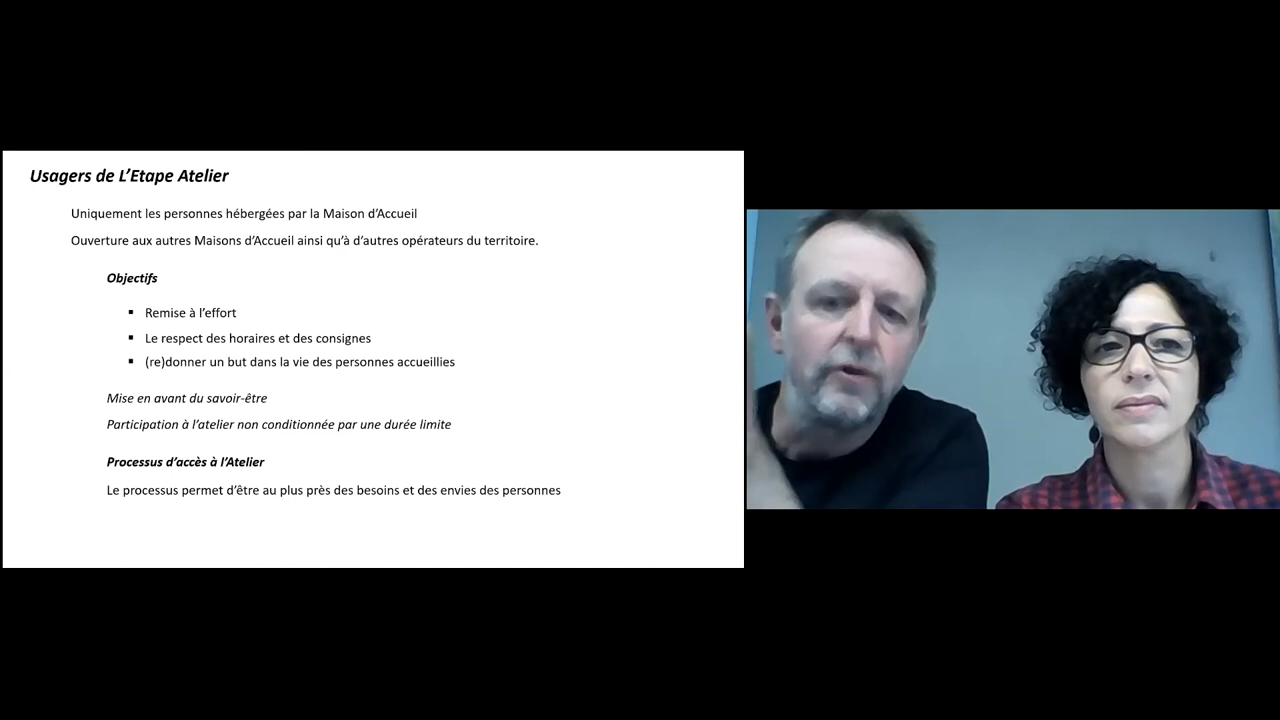 Usagers de L’Etape Atelier
Uniquement les personnes hébergées par la Maison d’Accueil
Ouverture aux autres Maisons d’Accueil ainsi qu’à d’autres opérateurs du territoire.
Objectifs
▪ Remise à l’effort
▪ Le respect des horaires et des consignes
▪ (re)donner un but dans la vie des personnes accueillies
Mise en avant du savoir-être
Participation à l’atelier non conditionnée par une durée limite
Processus d’accès à l’Atelier
Le processus permet d’être au plus près des besoins et des envies des personnes